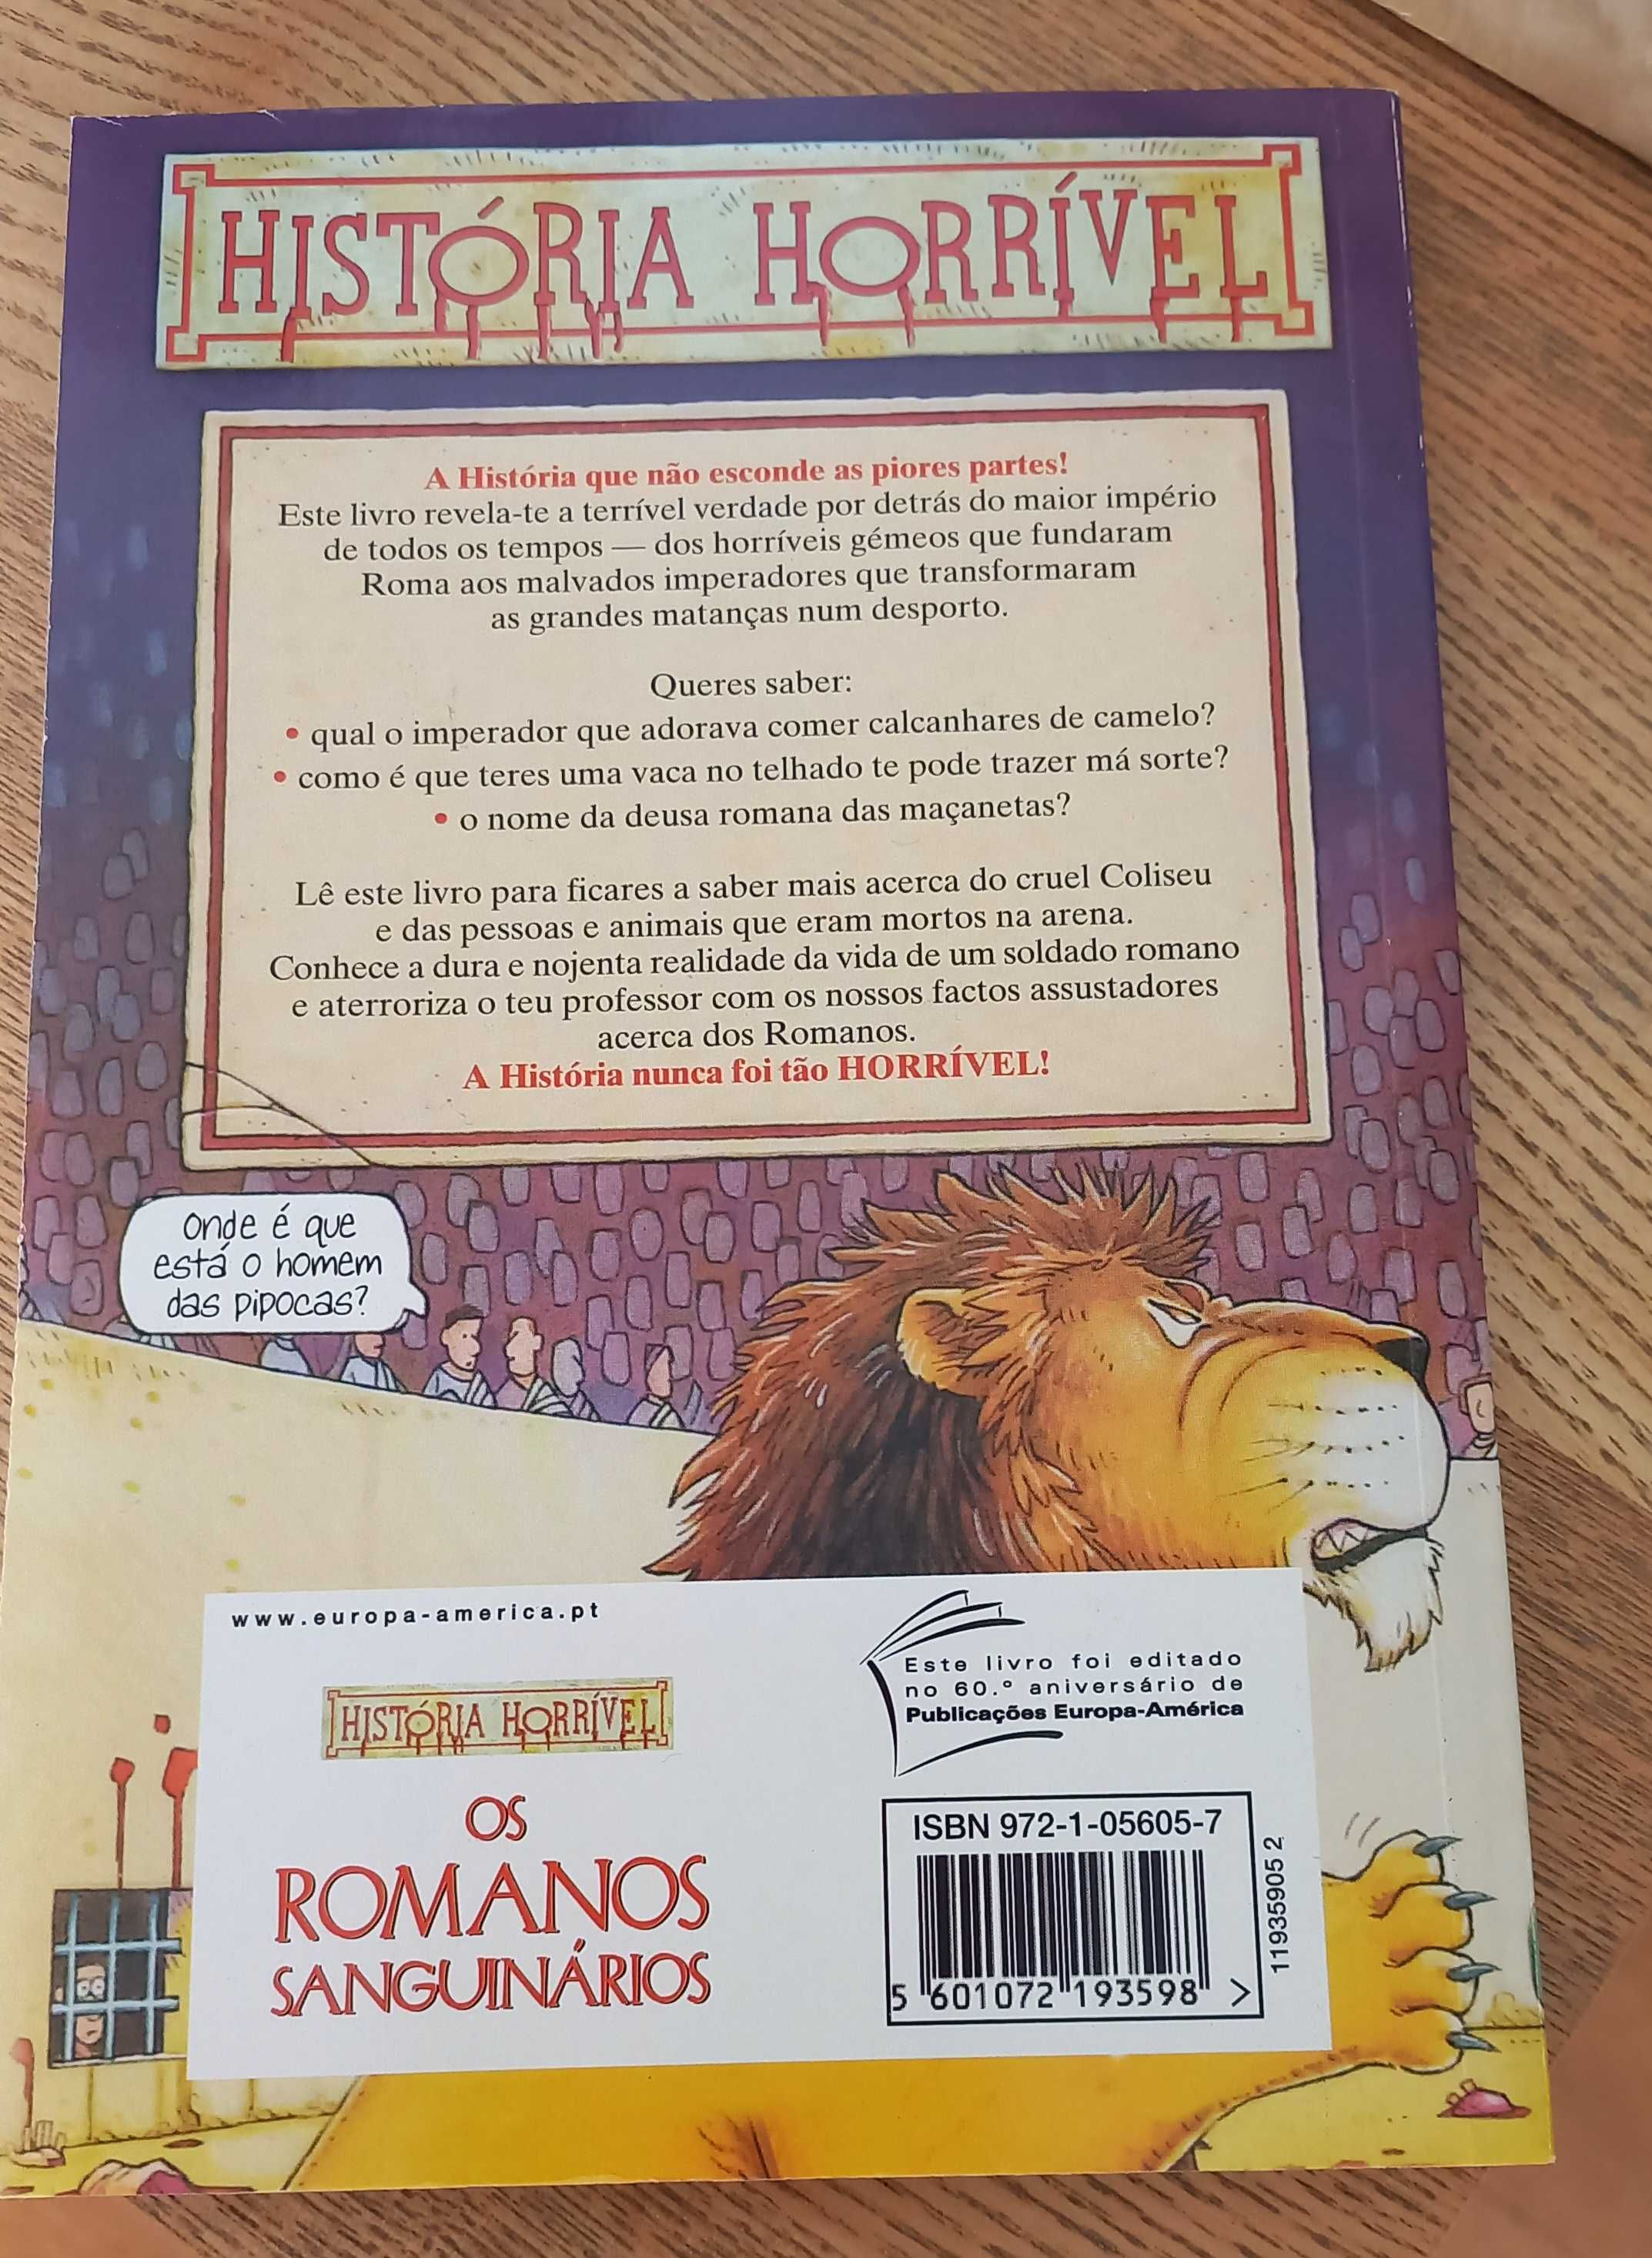 HISTÓRIA HORRÍVEL
A História que não esconde as piores partes!
Este livro revela-te a terrível verdade por detrás do maior império
de todos os tempos — dos horríveis gémeos que fundaram
Roma aos malvados imperadores que transformaram
as grandes matanças num desporto.
Queres saber:
• qual o imperador que adorava comer calcanhares de camelo?
• como é que teres uma vaca no telhado te pode trazer má sorte?
• o nome da deusa romana das maçanetas?
Lê este livro para ficares a saber mais acerca do cruel Coliseu
e das pessoas e animais que eram mortos na arena.
Conhece a dura e nojenta realidade da vida de um soldado romano
e aterroriza o teu professor com os nossos factos assustadores
acerca dos Romanos.
A História nunca foi tão HORRÍVEL!
Onde é que
está o homem
das pipocas?
www.europa-america.pt
HISTÓRIA HORRÍVEL
OS
ROMANOS
SANGUINÁRIOS
Este livro foi editado
no 60.º aniversário de
Publicações Europa-América
ISBN 972-1-05605-7
5 601072 193598 >
11935905 2